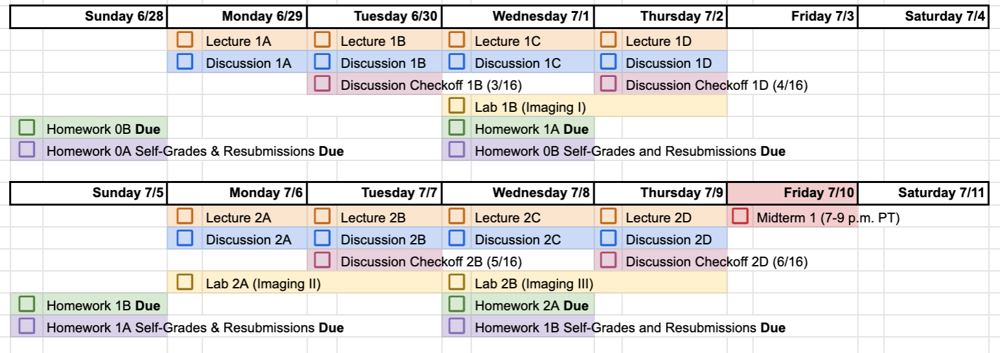 Sunday 6/28 Monday 6/29 Tuesday 6/30 Wednesday 7/1 Thursday 7/2 Friday 7/3 Saturday 7/4
Lecture 1A Lecture 1B Lecture 1C Lecture 1D
Discussion 1A Discussion 1B Discussion 1C Discussion 1D
Discussion Checkoff 1B (3/16) Discussion Checkoff 1D (4/16)
Lab 1B (Imaging I)
Homework 0B Due Homework 1A Due
Homework 0A Self-Grades & Resubmissions Due Homework 0B Self-Grades and Resubmissions Due
Sunday 7/5 Monday 7/6 Tuesday 7/7 Wednesday 7/8 Thursday 7/9 Friday 7/10 Saturday 7/11
Lecture 2A Lecture 2B Lecture 2C Lecture 2D Midterm 1 (7-9 p.m. PT)
Discussion 2A Discussion 2B Discussion 2C Discussion 2D
Discussion Checkoff 2B (5/16) Discussion Checkoff 2D (6/16)
Lab 2A (Imaging II) Lab 2B (Imaging III)
Homework 1B Due Homework 2A Due
Homework 1A Self-Grades & Resubmissions Due Homework 1B Self-Grades and Resubmissions Due